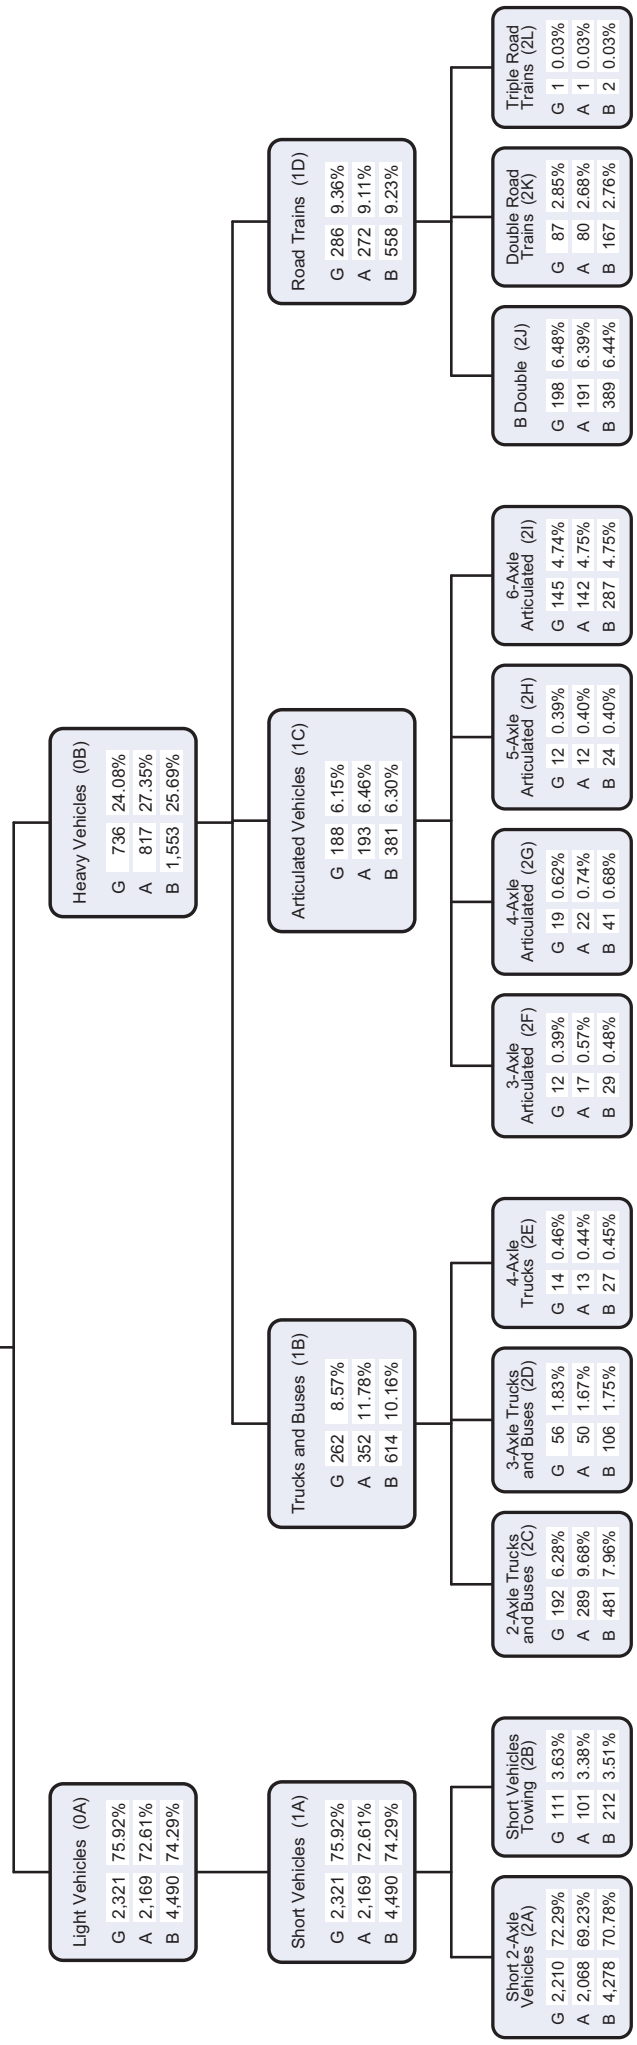 Light Vehicles (0A)
G 2,321 75.92%
A 2,169 72.61%
B 4,490 74.29%
Heavy Vehicles (0B)
G 736 24.08%
A 817 27.35%
B 1,553 25.69%
Short Vehicles (1A)
G 2,321 75.92%
A 2,169 72.61%
B 4,490 74.29%
Trucks and Buses (1B)
G 262 8.57%
A 352 11.78%
B 614 10.16%
Articulated Vehicles (1C)
G 188 6.15%
A 193 6.46%
B 381 6.30%
Road Trains (1D)
G 286 9.36%
A 272 9.11%
B 558 9.23%
Short 2-Axle
Vehicles (2A)
G 2,210 72.29%
A 2,068 69.23%
B 4,278 70.78%
Short Vehicles
Towing (2B)
G 111 3.63%
A 101 3.38%
B 212 3.51%
2-Axle Trucks
and Buses (2C)
G 192 6.28%
A 289 9.68%
B 481 7.96%
3-Axle Trucks
and Buses (2D)
G 56 1.83%
A 50 1.67%
B 106 1.75%
4-Axle
Trucks (2E)
G 14 0.46%
A 13 0.44%
B 27 0.45%
3-Axle
Articulated (2F)
G 12 0.39%
A 17 0.57%
B 29 0.48%
4-Axle
Articulated (2G)
G 19 0.62%
A 22 0.74%
B 41 0.68%
5-Axle
Articulated (2H)
G 12 0.39%
A 12 0.40%
B 24 0.40%
6-Axle
Articulated (2I)
G 145 4.74%
A 142 4.75%
B 287 4.75%
B Double (2J)
G 198 6.48%
A 191 6.39%
B 389 6.44%
Double Road
Trains (2K)
G 87 2.85%
A 80 2.68%
B 167 2.76%
Triple Road
Trains (2L)
G 1 0.03%
A 1 0.03%
B 2 0.03%